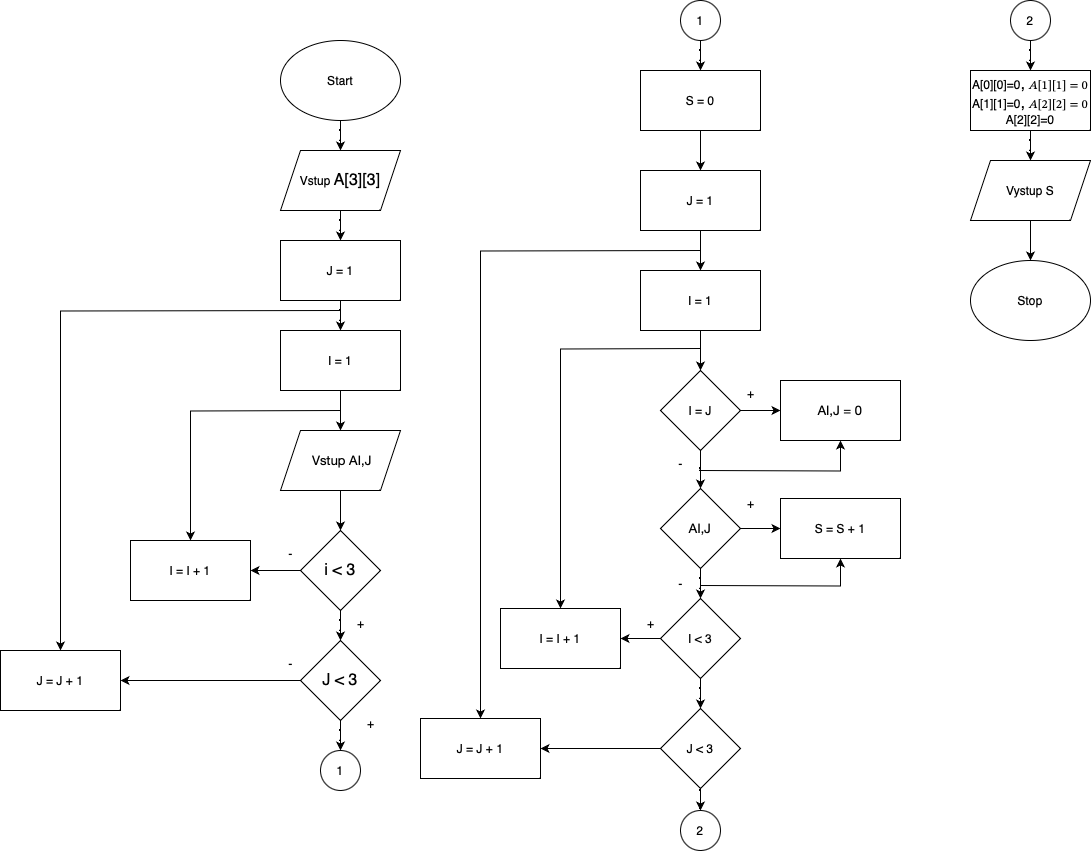 Start
Vstup A[3][3]
J = 1
I = 1
Vstup AI,J
i < 3
-
I = I + 1
+
J < 3
-
J = J + 1
+
1
1
S = 0
J = 1
I = 1
I = J
+
AI,J = 0
-
AI,J
+
S = S + 1
-
I < 3
+
I = I + 1
J < 3
J = J + 1
2
2
A[0][0]=0, A[1][1] = 0
A[1][1]=0, A[2][2] = 0
A[2][2]=0
Vystup S
Stop